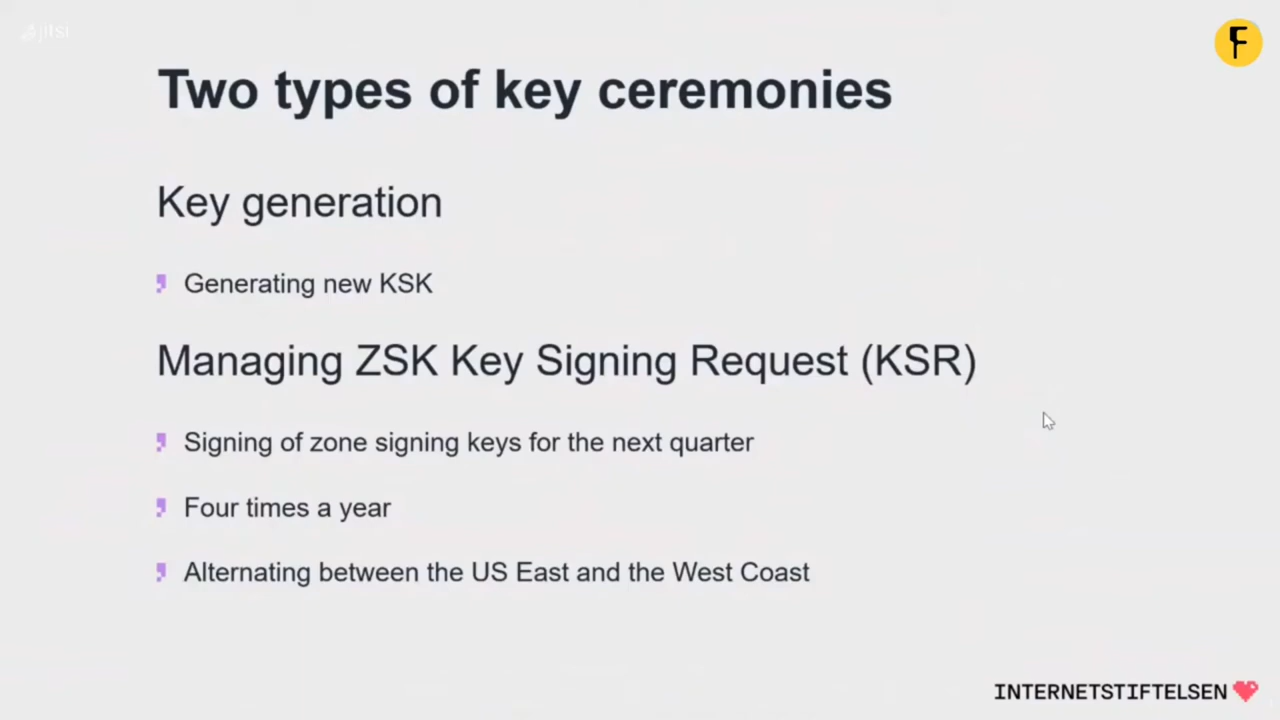 jitsi
F
Two types of key ceremonies
Key generation
Generating new KSK
Managing ZSK Key Signing Request (KSR)
Signing of zone signing keys for the next quarter
Four times a year
Alternating between the US East and the West Coast
INTERNETSTIFTELSEN